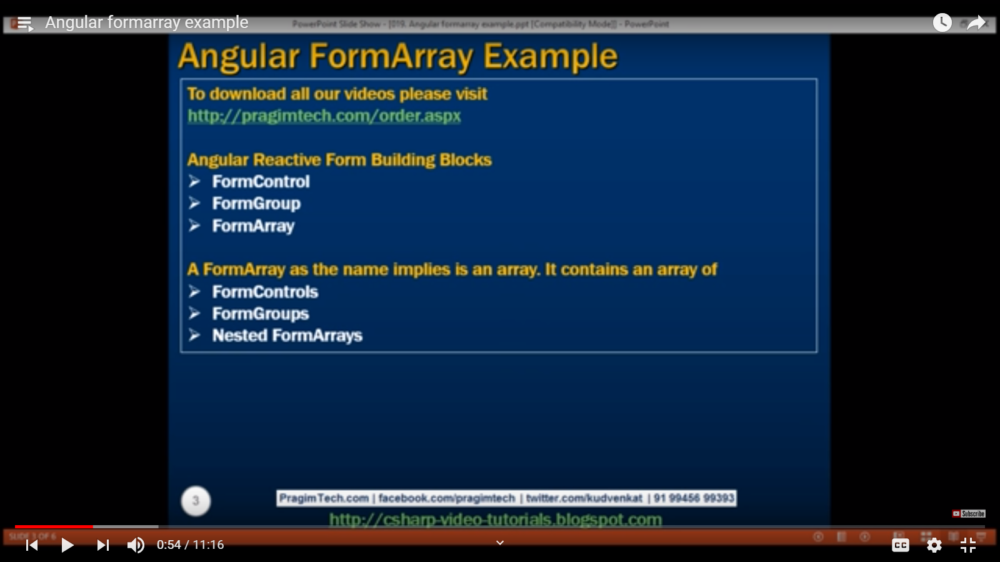 Angular formarray example
PowerPoint Slide Show - [019. Angular formarray example.ppt [Compatibility Mode]] - PowerPoint
Angular FormArray Example
To download all our videos please visit
http://pragimtech.com/order.aspx
Angular Reactive Form Building Blocks
➢ FormControl
➢ FormGroup
➢ FormArray
A FormArray as the name implies is an array. It contains an array of
➢ FormControls
➢ FormGroups
➢ Nested FormArrays
3
PragimTech.com | facebook.com/pragimtech | twitter.com/kudvenkat | 91 99456 99393
http://csharp-video-tutorials.blogspot.com
Subscribe
SLIDE 3 OF 6
0:54 / 11:16
CC